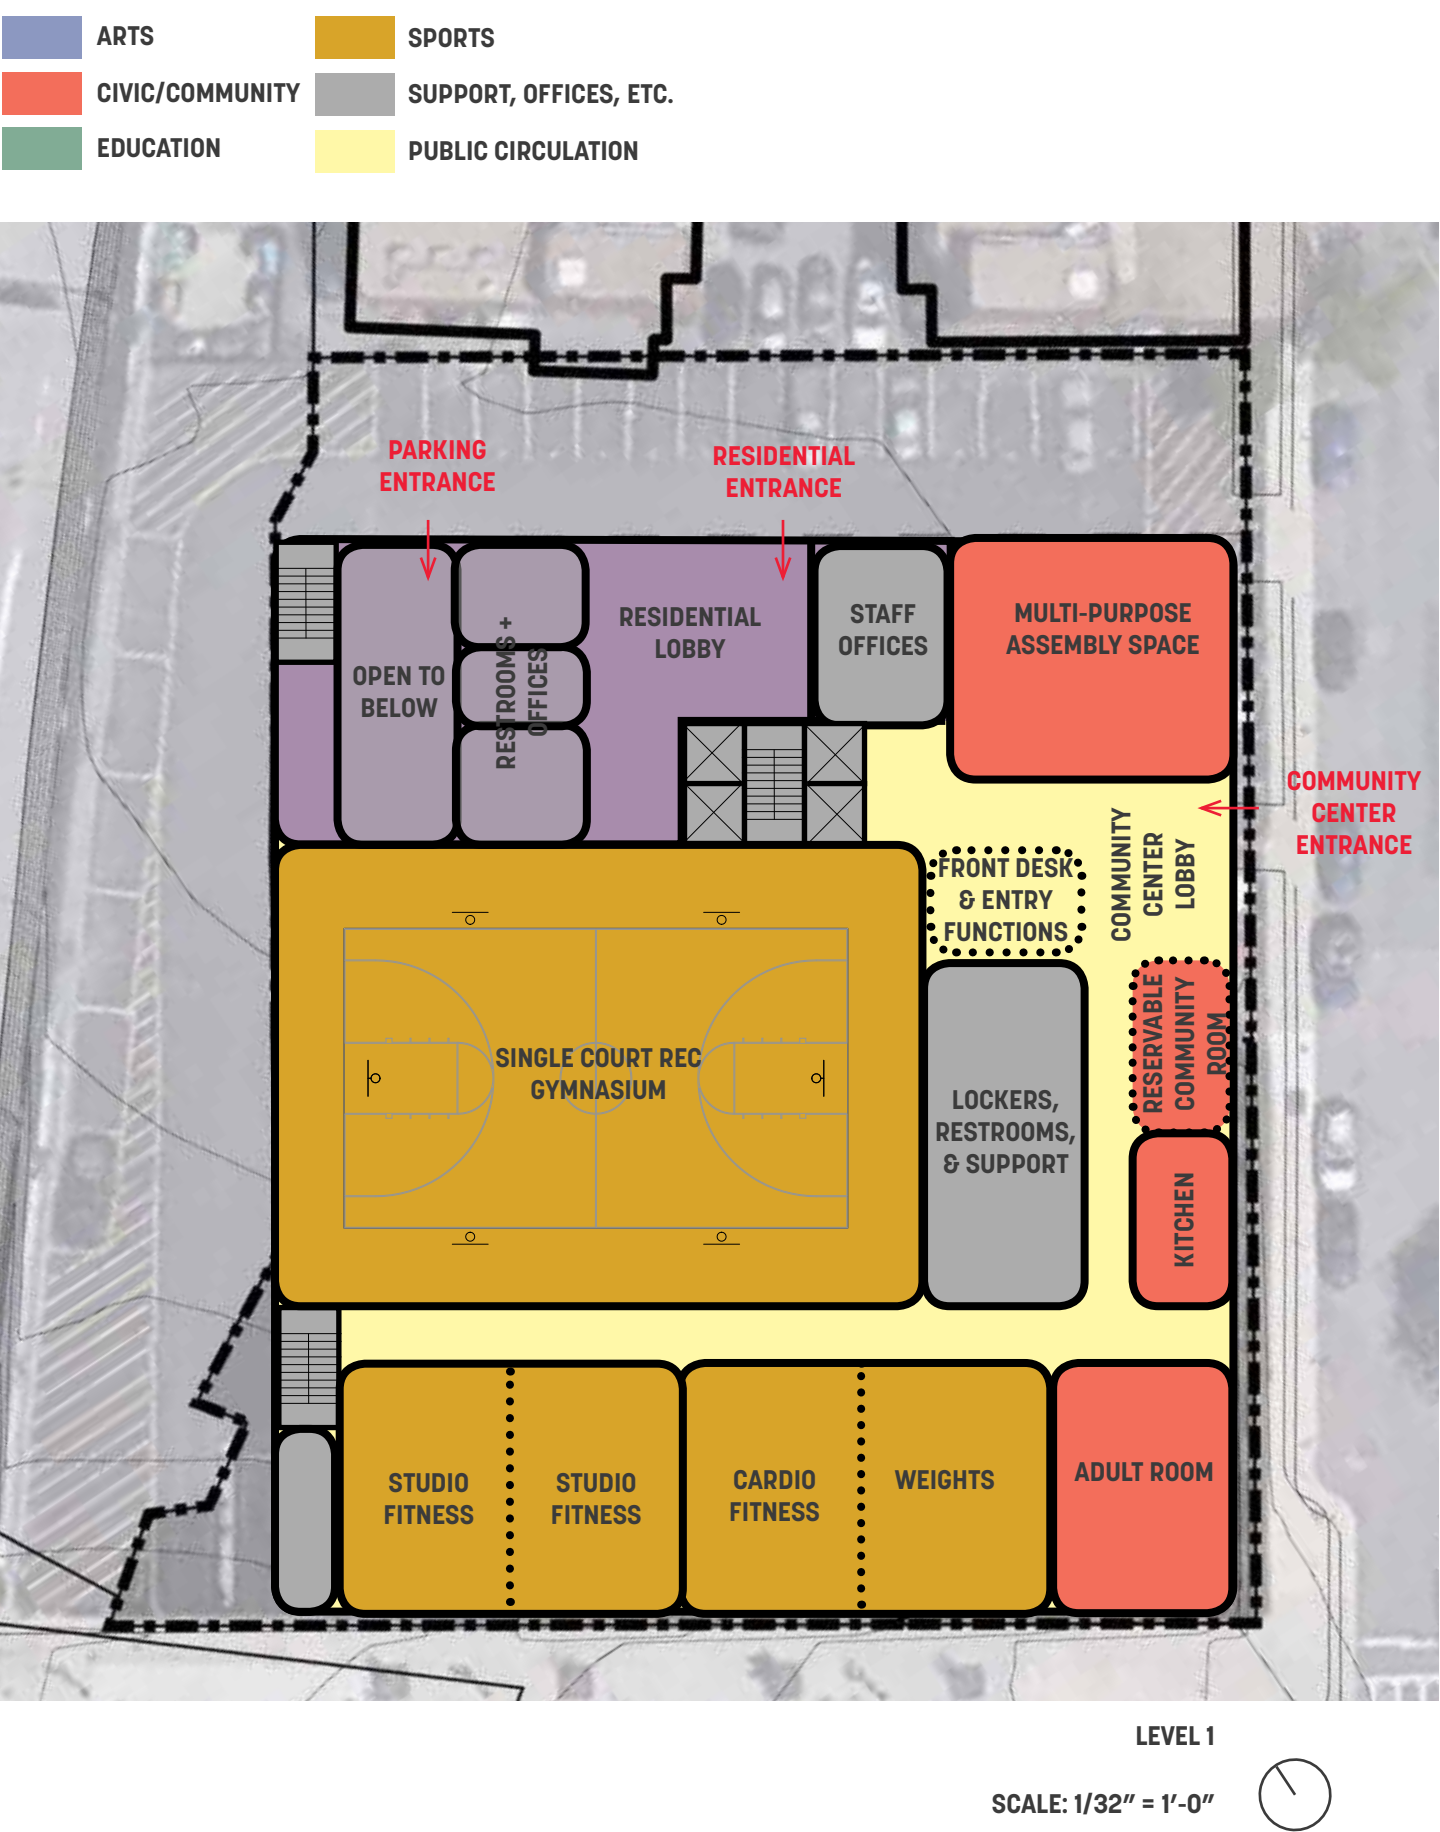 ARTS
SPORTS
CIVIC/COMMUNITY
SUPPORT, OFFICES, ETC.
EDUCATION
PUBLIC CIRCULATION
PARKING
ENTRANCE
RESIDENTIAL
ENTRANCE
OPEN TO
BELOW
RESTROOMS +
OFFICES
RESIDENTIAL
LOBBY
STAFF
OFFICES
MULTI-PURPOSE
ASSEMBLY SPACE
COMMUNITY
CENTER
ENTRANCE
COMMUNITY
CENTER
LOBBY
FRONT DESK
& ENTRY
FUNCTIONS
RESERVABLE
COMMUNITY
ROOM
SINGLE COURT REC
GYMNASIUM
LOCKERS,
RESTROOMS,
& SUPPORT
KITCHEN
STUDIO
FITNESS
STUDIO
FITNESS
CARDIO
FITNESS
WEIGHTS
ADULT ROOM
LEVEL 1
SCALE: 1/32" = 1'-0"